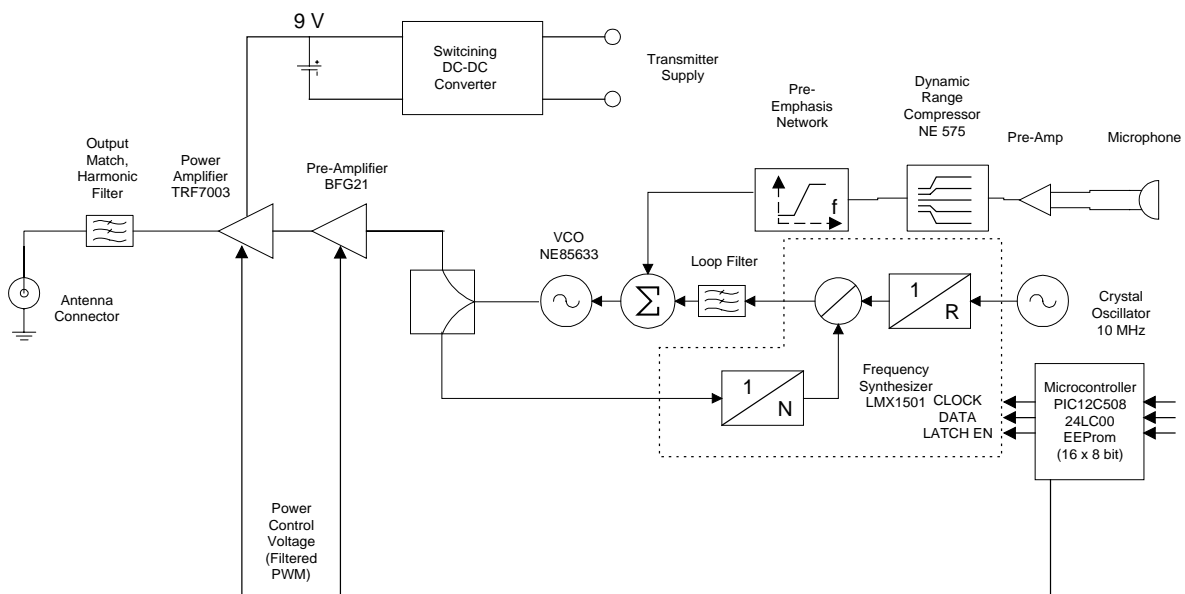 9 V
Switcining
DC-DC
Converter
Transmitter
Supply
Pre-
Emphasis
Network
Dynamic
Range
Compressor
NE 575
Pre-Amp
Microphone
Output
Match,
Harmonic
Filter
Power
Amplifier
TRF7003
Pre-Amplifier
BFG21
f
VCO
NE85633
Loop Filter
Σ
1
R
Crystal
Oscillator
10 MHz
Antenna
Connector
1
N
Frequency
Synthesizer
LMX1501
CLOCK
DATA
LATCH EN
Microcontroller
PIC12C508
24LC00
EEProm
(16 x 8 bit)
Power
Control
Voltage
(Filtered
PWM)